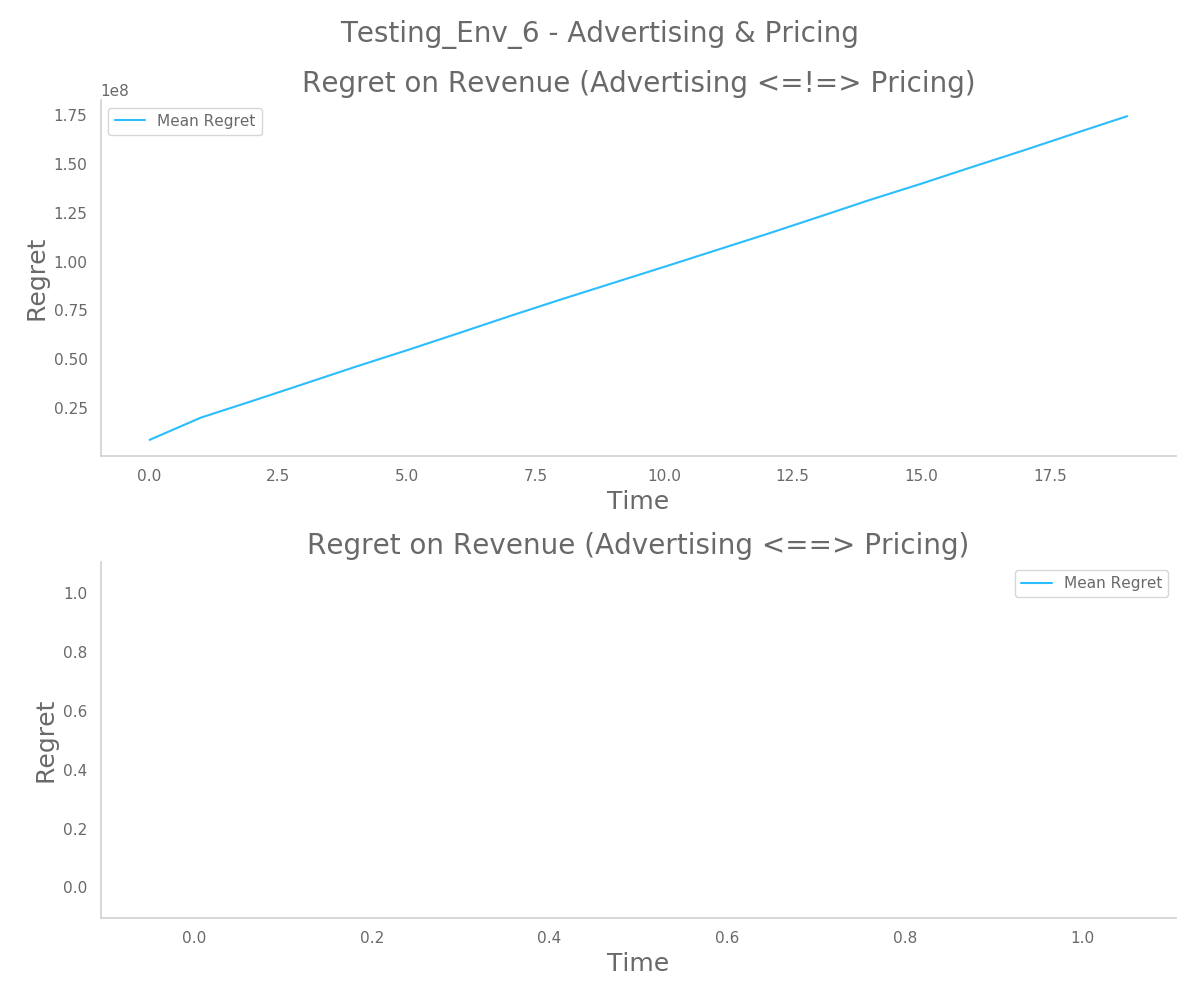 Testing_Env_6 - Advertising & Pricing
Regret on Revenue (Advertising <=!=> Pricing)
1e8
Mean Regret
1.75
1.50
1.25
1.00
0.75
0.50
0.25
Regret
0.0 2.5 5.0 7.5 10.0 12.5 15.0 17.5
Time
Regret on Revenue (Advertising <==> Pricing)
Mean Regret
1.0
0.8
0.6
0.4
0.2
0.0
Regret
0.0 0.2 0.4 0.6 0.8 1.0
Time